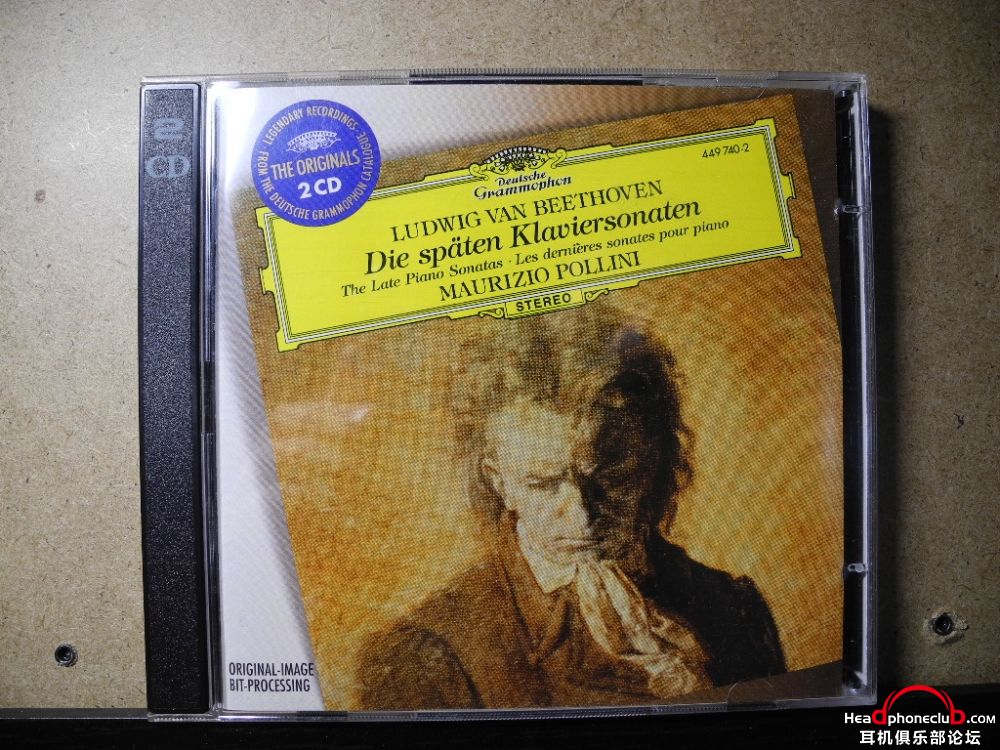 2
CD
LEGENDARY RECORDINGS · FROM THE DEUTSCHE GRAMMOPHON CATALOGUE ·
THE ORIGINALS
2 CD
449 740-2
Deutsche
Grammophon
LUDWIG VAN BEETHOVEN
Die späten Klaviersonaten
The Late Piano Sonatas · Les dernières sonates pour piano
MAURIZIO POLLINI
STEREO
ORIGINAL-IMAGE
BIT-PROCESSING
Headphoneclub.com
耳机俱乐部论坛